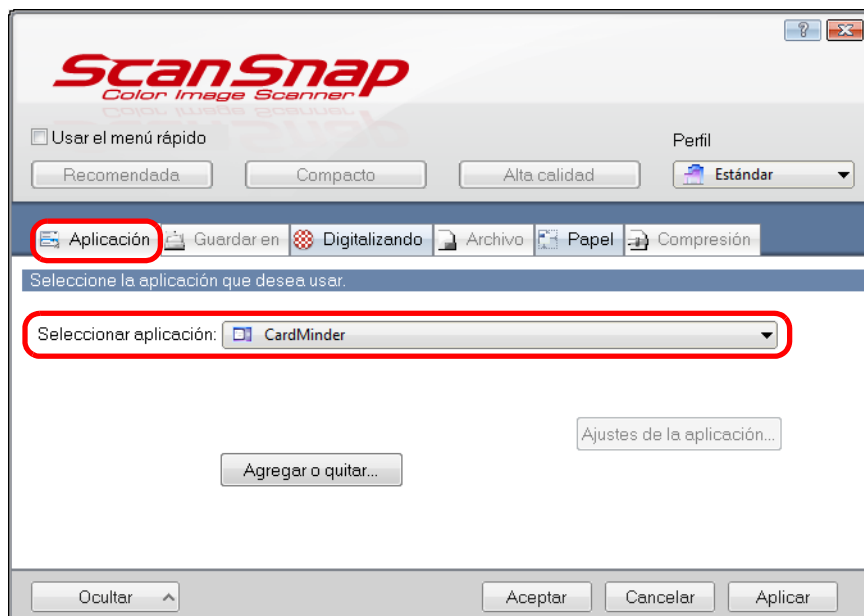 ScanSnap
Color Image Scanner
Usar el menú rápido
Perfil
Recomendada Compacto Alta calidad Estándar
Aplicación Guardar en Digitalizando Archivo Papel Compresión
Seleccione la aplicación que desea usar.
Seleccionar aplicación: CardMinder
Ajustes de la aplicación...
Agregar o quitar...
Ocultar Aceptar Cancelar Aplicar